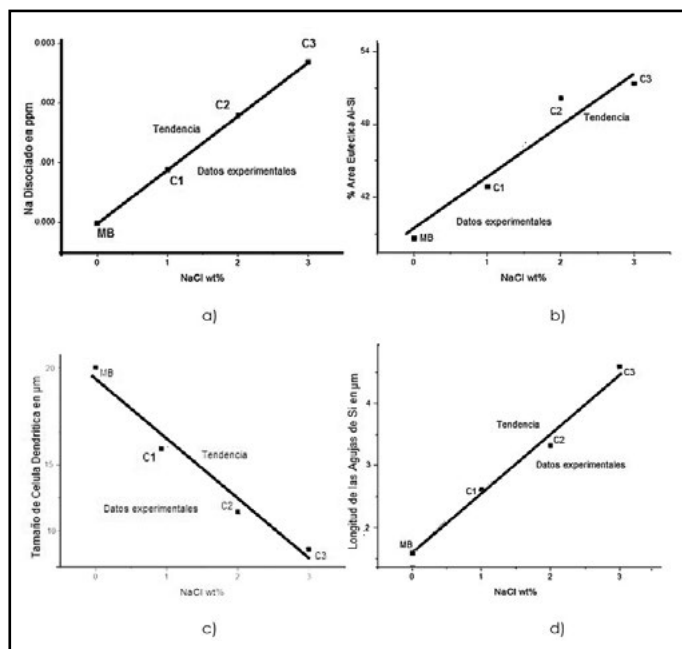 Na Disociado en ppm
0.003
.002
.001
0.000
C3
C2
Tendencia
C1
Datos experimentales
MB
0 1 2 3
NaCl wt%
a)
% Area Eutectica Al-Si
54
48
42
C3
C2
Tendencia
C1
Datos experimentales
MB
0 1 2 3
NaCl wt%
b)
Tamaño de Celula Dendritica en µm
20
15
10
MB
C1
Tendencia
Datos experimentales
C2
C3
0 1 2 3
NaCl wt%
c)
Longitud de las Agujas de Si en µm
4
3
.2
C3
Tendencia
C2
Datos experimentales
C1
MB
0 1 2 3
NaCl wt%
d)